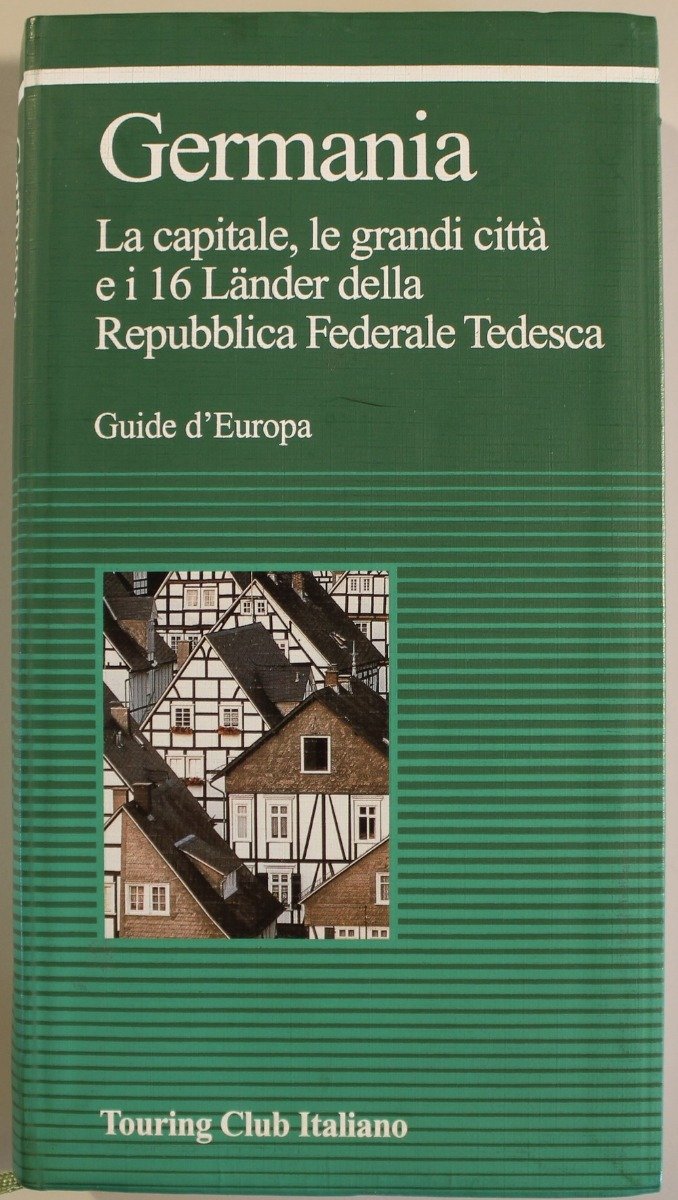 Germania
La capitale, le grandi città
e i 16 Länder della
Repubblica Federale Tedesca
Guide d’Europa
Touring Club Italiano